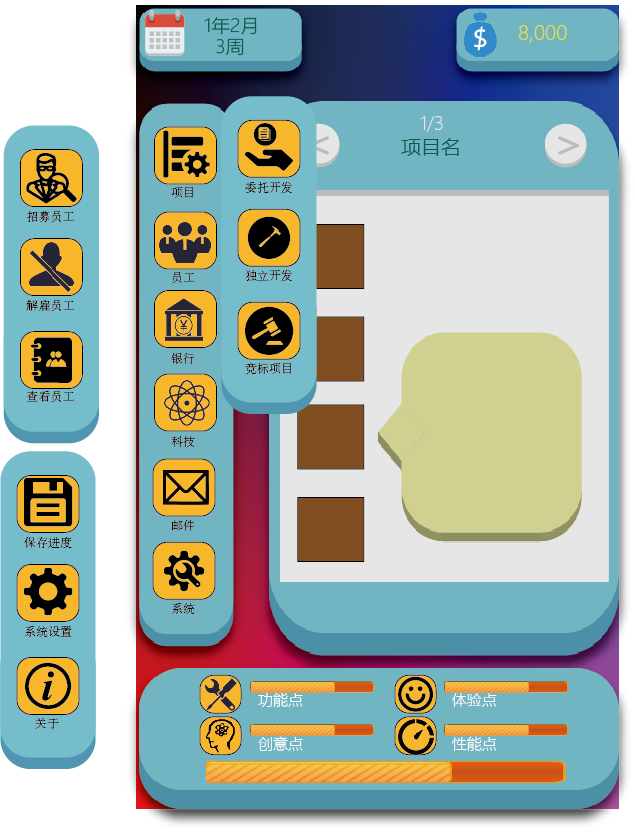 1年2月
3周
8,000
1/3
项目名
招募员工
解雇员工
查看员工
保存进度
系统设置
关于
项目
员工
银行
科技
邮件
系统
委托开发
独立开发
竞标项目
功能点
体验点
创意点
性能点